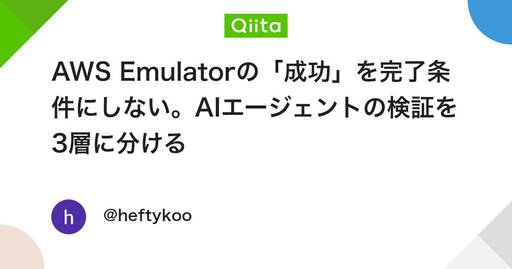 Qiita
AWS Emulatorの「成功」を完了条
件にしない。AIエージェントの検証を
3層に分ける
h
@heftykoo